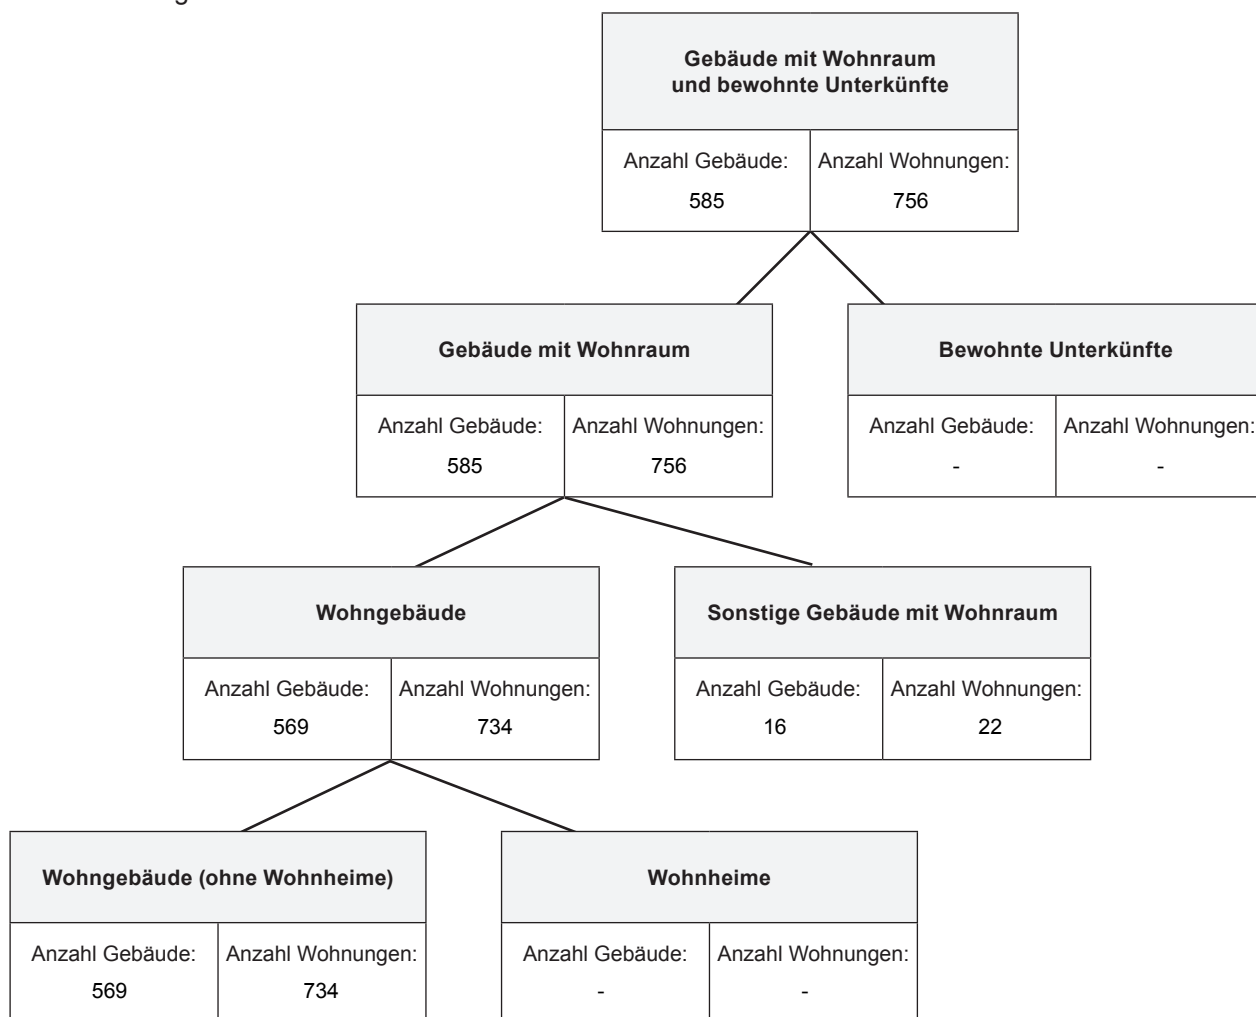 Gebäude mit Wohnraum
und bewohnte Unterkünfte
Anzahl Gebäude: Anzahl Wohnungen:
585 756
Gebäude mit Wohnraum
Anzahl Gebäude: Anzahl Wohnungen:
585 756
Bewohnte Unterkünfte
Anzahl Gebäude: Anzahl Wohnungen:
- -
Wohngebäude
Anzahl Gebäude: Anzahl Wohnungen:
569 734
Sonstige Gebäude mit Wohnraum
Anzahl Gebäude: Anzahl Wohnungen:
16 22
Wohngebäude (ohne Wohnheime)
Anzahl Gebäude: Anzahl Wohnungen:
569 734
Wohnheime
Anzahl Gebäude: Anzahl Wohnungen:
- -